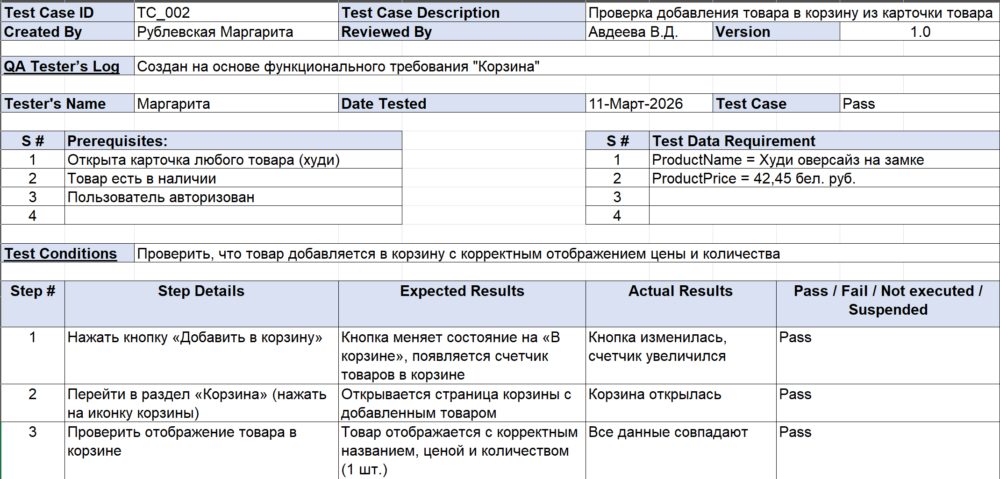 Test Case ID TC_002 Test Case Description Проверка добавления товара в корзину из карточки товара
Created By Рублевская Маргарита Reviewed By Авдеева В.Д. Version 1.0
QA Tester’s Log Создан на основе функционального требования "Корзина"
Tester's Name Маргарита Date Tested 11-Март-2026 Test Case Pass
S # Prerequisites: S # Test Data Requirement
1 Открыта карточка любого товара (худи) 1 ProductName = Худи оверсайз на замке
2 Товар есть в наличии 2 ProductPrice = 42,45 бел. руб.
3 Пользователь авторизован 3
4 4
Test Conditions Проверить, что товар добавляется в корзину с корректным отображением цены и количества
Step # Step Details Expected Results Actual Results Pass / Fail / Not executed /
Suspended
1 Нажать кнопку «Добавить в корзину» Кнопка меняет состояние на «В Кнопка изменилась, Pass
корзине», появляется счетчик счетчик увеличился
товаров в корзине
2 Перейти в раздел «Корзина» (нажать Открывается страница корзины с Корзина открылась Pass
на иконку корзины) добавленным товаром
3 Проверить отображение товара в Товар отображается с корректным Все данные совпадают Pass
корзине названием, ценой и количеством
(1 шт.)